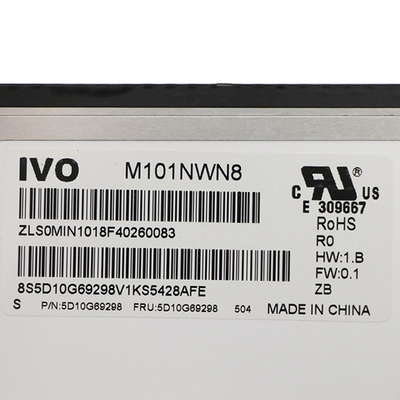 IVO M101NWN8
C RU US
E 309667
ZLS0MIN1018F40260083
RoHS
R0
HW:1.B
FW:0.1
ZB
8S5D10G69298V1KS5428AFE
S P/N:5D10G69298 FRU:5D10G69298 504 MADE IN CHINA